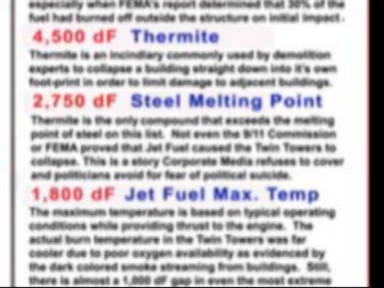 especially when FEMA's report determined that 30% of the
fuel had burned off outside the structure on initial impact.
4,500 dF Thermite
Thermite is an incindiary commonly used by demolition
experts to collapse a building straight down into it's own
foot-print in order to limit damage to adjacent buildings.
2,750 dF Steel Melting Point
Thermite is the only compound that exceeds the melting
point of steel on this list. Not even the 9/11 Commission
or FEMA proved that Jet Fuel caused the Twin Towers to
collapse. This is a story Corporate Media refuses to cover
and politicians avoid for fear of political suicide.
1,800 dF Jet Fuel Max. Temp
The maximum temperature is based on typical operating
conditions while providing thrust to the engine. The
actual burn temperature in the Twin Towers was far
cooler due to poor oxygen availability as evidenced by
the dark colored smoke streaming from buildings. Still,
there is almost a 1,000 dF gap in even the most extreme